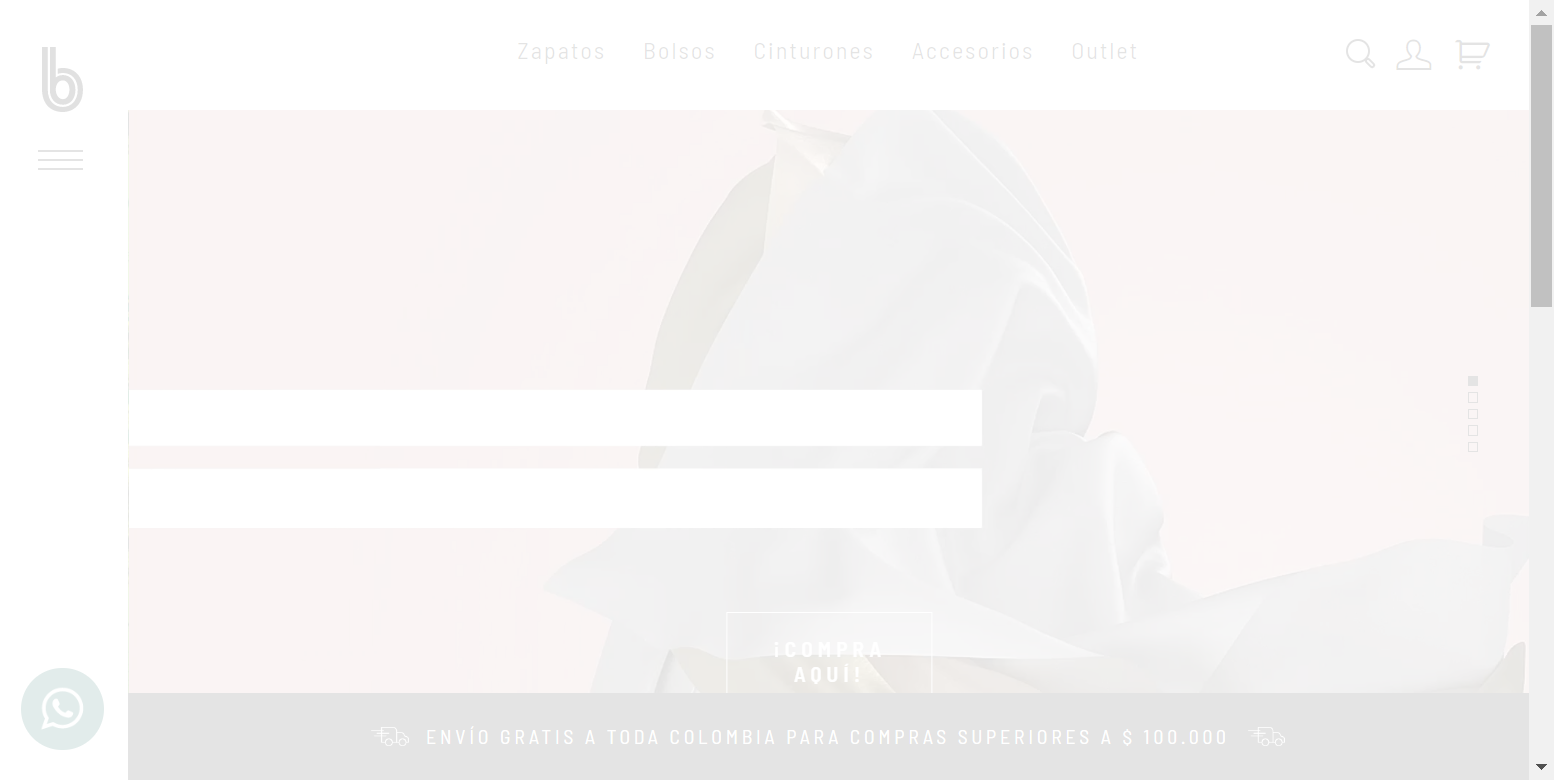 b
Zapatos Bolsos Cinturones Accesorios Outlet
¡COMPRA
AQUÍ!
ENVÍO GRATIS A TODA COLOMBIA PARA COMPRAS SUPERIORES A $ 100.000